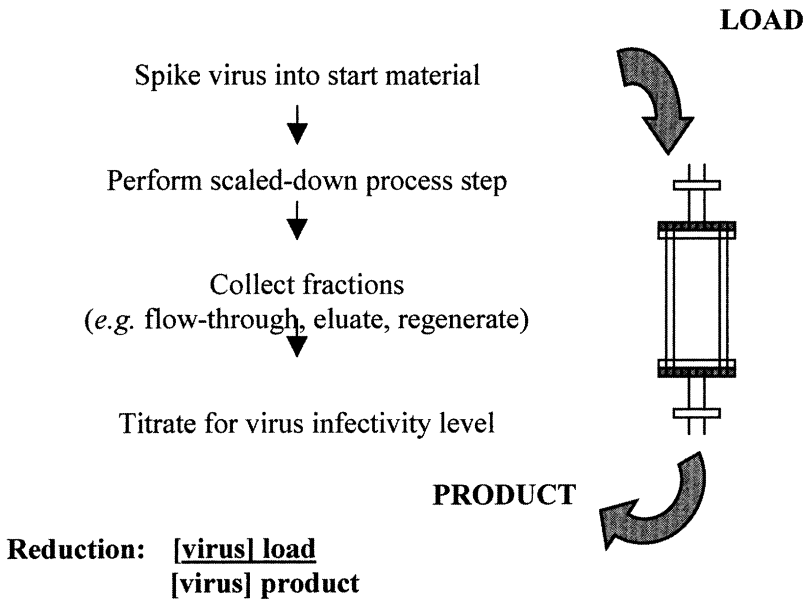 LOAD
Spike virus into start material
Perform scaled-down process step
Collect fractions
(e.g. flow-through, eluate, regenerate)
Titrate for virus infectivity level
PRODUCT
Reduction: [virus] load
[virus] product